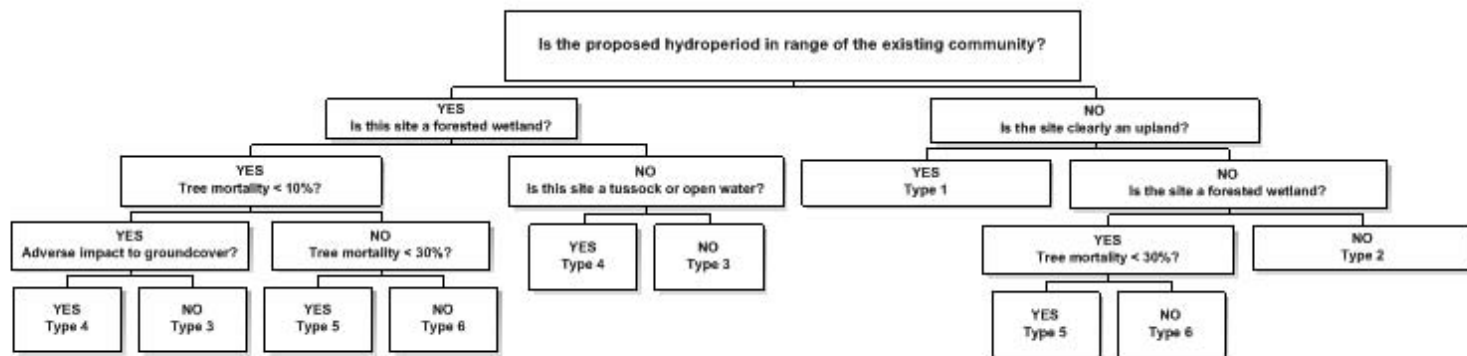 Is the proposed hydroperiod in range of the existing community?
YES
Is this site a forested wetland?
NO
Is the site clearly an upland?
YES
Tree mortality < 10%?
NO
Is this site a tussock or open water?
YES
Type 1
NO
Is the site a forested wetland?
YES
Adverse impact to groundcover?
NO
Tree mortality < 30%?
YES
Type 4
NO
Type 3
YES
Tree mortality < 30%?
NO
Type 2
YES
Type 4
NO
Type 3
YES
Type 5
NO
Type 6
YES
Type 5
NO
Type 6